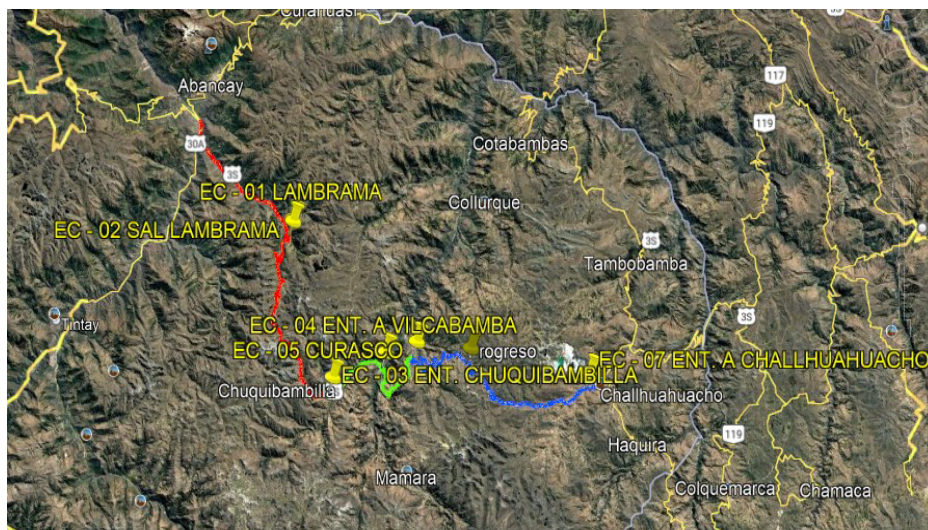 Curahuasi
3S
Abancay
117
119
30A
Cotabambas
3S
EC - 01 LAMBRAMA
Collurque
EC - 02 SAL LAMBRAMA
3S
Tambobamba
Tintay
EC - 04 ENT. A VILCABAMBA
3S
EC - 05 CURASCO
rogreso
EC - 07 ENT. A CHALLHUAHUACHO
EC - 03 ENT. CHUQUIBAMBILLA
Chuquibambilla
Challhuahuacho
119
Haquira
Mamara
Colquemarca
Chamaca